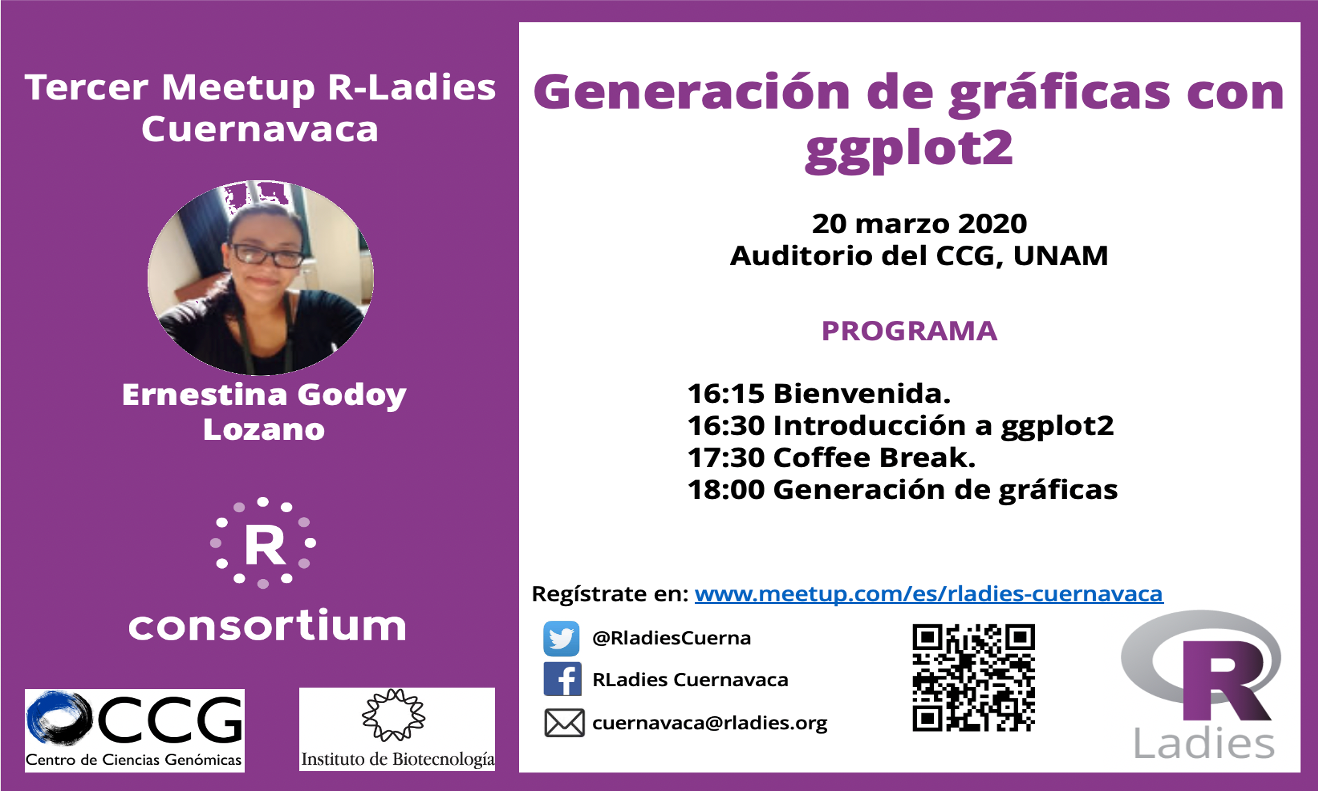 Tercer Meetup R-Ladies
Cuernavaca
Ernestina Godoy
Lozano
R
consortium
CCG
Centro de Ciencias Genómicas
Instituto de Biotecnología
Generación de gráficas con
ggplot2
20 marzo 2020
Auditorio del CCG, UNAM
PROGRAMA
16:15 Bienvenida.
16:30 Introducción a ggplot2
17:30 Coffee Break.
18:00 Generación de gráficas
Regístrate en: www.meetup.com/es/rladies-cuernavaca
@RladiesCuerna
RLadies Cuernavaca
cuernavaca@rladies.org
R
Ladies